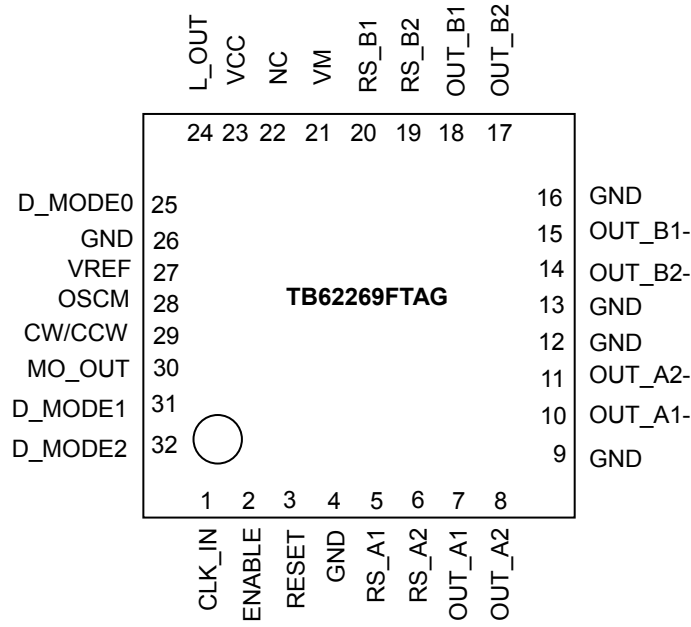 L_OUT
VCC
NC
VM
RS_B1
RS_B2
OUT_B1
OUT_B2
24 23 22 21 20 19 18 17
D_MODE0 25
GND 26
VREF 27
OSCM 28
CW/CCW 29
MO_OUT 30
D_MODE1 31
D_MODE2 32
TB62269FTAG
16 GND
15 OUT_B1-
14 OUT_B2-
13 GND
12 GND
11 OUT_A2-
10 OUT_A1-
9 GND
1 2 3 4 5 6 7 8
CLK_IN
ENABLE
RESET
GND
RS_A1
RS_A2
OUT_A1
OUT_A2